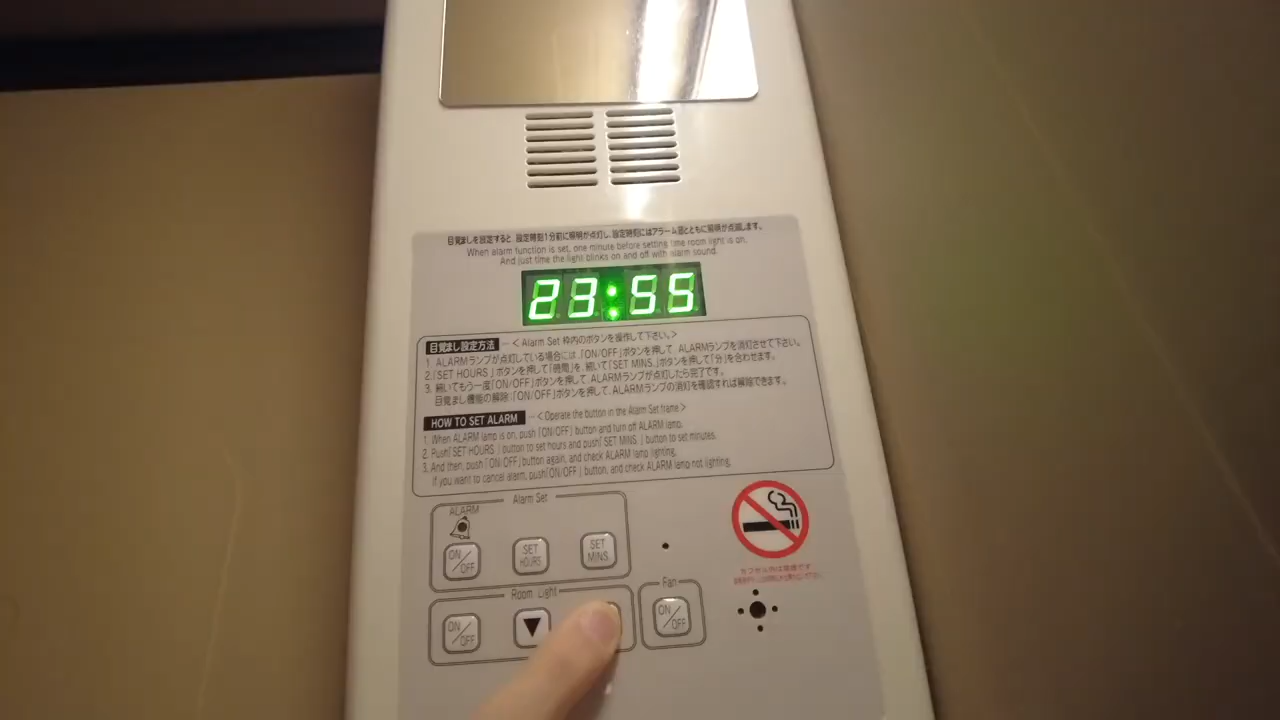 目覚ましを設定すると、設定時刻1分前に照明が点灯し、設定時刻にはアラーム音とともに照明が点滅します。
When alarm function is set, one minute before setting time room light is on.
And just time the light blinks on and off with alarm sound.
23:55
目覚まし設定方法 ‥＜Alarm Set 枠内のボタンを操作して下さい。＞
1. ALARMランプが点灯している場合には、「ON/OFF」ボタンを押して ALARMランプを消灯させて下さい。
2.「SET HOURS」ボタンを押して「時間」を、続いて「SET MINS.」ボタンを押して「分」を合わせます。
3. 続いてもう一度「ON/OFF」ボタンを押して ALARMランプが点灯したら完了です。
目覚まし機能の解除：「ON/OFF」ボタンを押して、ALARMランプの消灯を確認すれば解除できます。
HOW TO SET ALARM ‥＜Operate the button in the Alarm Set frame＞
1. When ALARM lamp is on, push「ON/OFF」button and turn off ALARM lamp.
2. Push「SET HOURS」button to set hours and push「SET MINS.」button to set minutes.
3. And then, push「ON/OFF」button again, and check ALARM lamp lighting.
If you want to cancel alarm, push「ON/OFF」button, and check ALARM lamp not lighting.
Alarm Set
ALARM
ON/OFF
SET HOURS
SET MINS.
Room Light
ON/OFF
▼
Fan
ON/OFF
カプセル内は禁煙です